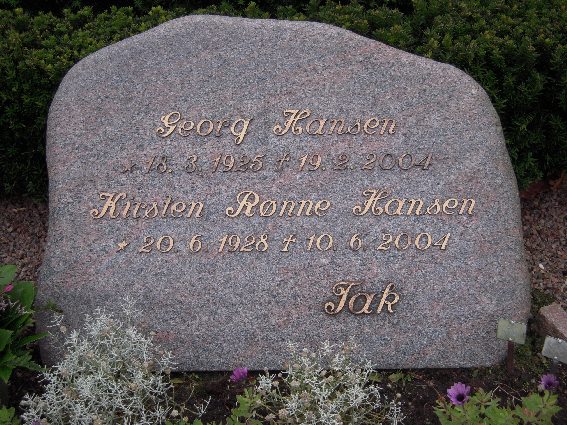 Georg Hansen
* 18. 3. 1925 † 19. 2. 2004
Kirsten Rønne Hansen
* 20. 6. 1928 † 10. 6. 2004
Tak